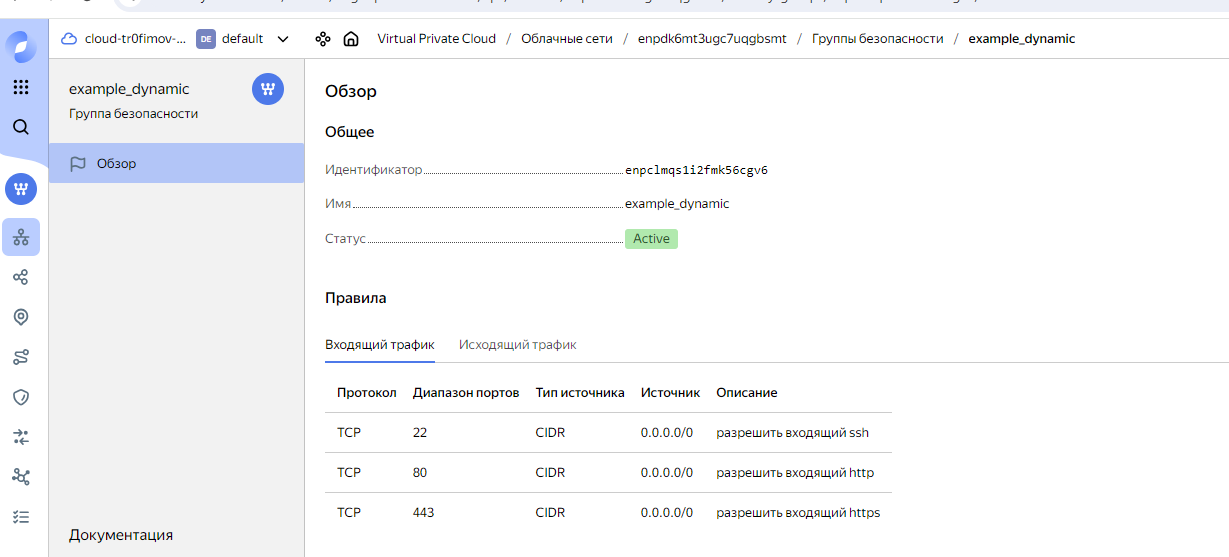 cloud-tr0fimov-... DE default Virtual Private Cloud / Облачные сети / enpdk6mt3ugc7uqgbsmt / Группы безопасности / example_dynamic
example_dynamic
Группа безопасности
Обзор
Документация
Обзор
Общее
Идентификатор enpclmqs1i2fmk56cgv6
Имя example_dynamic
Статус Active
Правила
Входящий трафик Исходящий трафик
Протокол Диапазон портов Тип источника Источник Описание
TCP 22 CIDR 0.0.0.0/0 разрешить входящий ssh
TCP 80 CIDR 0.0.0.0/0 разрешить входящий http
TCP 443 CIDR 0.0.0.0/0 разрешить входящий https